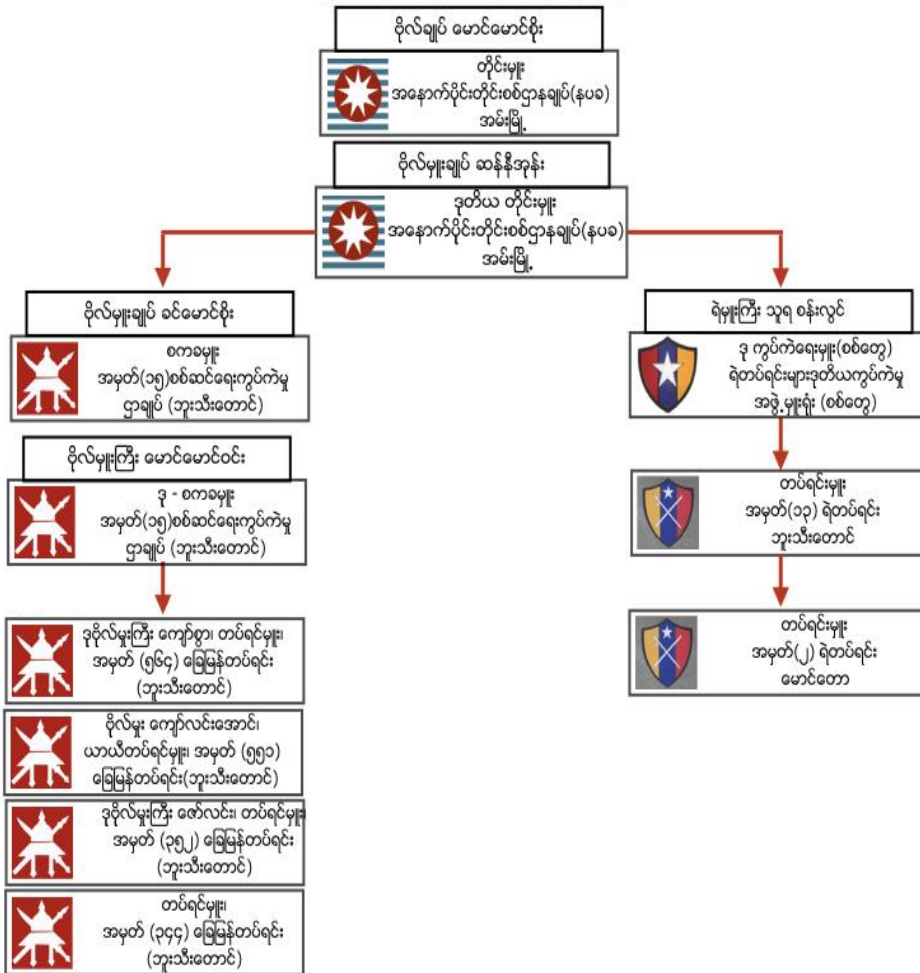 ဗိုလ်ချုပ် မောင်မောင်စိုး
တိုင်းမှူး
အနောက်ပိုင်းတိုင်းစစ်ဌာနချုပ်(နပခ)
အမ်းမြို့
ဗိုလ်မှူးချုပ် ဆန်နီအုန်း
ဒုတိယ တိုင်းမှူး
အနောက်ပိုင်းတိုင်းစစ်ဌာနချုပ်(နပခ)
အမ်းမြို့
ဗိုလ်မှူးချုပ် ခင်မောင်စိုး
စကခမှူး
အမှတ်(၁၅)စစ်ဆင်ရေးကွပ်ကဲမှု
ဌာချုပ် (ဘူးသီးတောင်)
ဗိုလ်မှူးကြီး မောင်မောင်ဝင်း
ဒု - စကခမှူး
အမှတ်(၁၅)စစ်ဆင်ရေးကွပ်ကဲမှု
ဌာချုပ် (ဘူးသီးတောင်)
ဒုဗိုလ်မှူးကြီး ကျော်စွာ၊ တပ်ရင်မှူး၊
အမှတ် (၅၆၄) ခြေမြန်တပ်ရင်း
(ဘူးသီးတောင်)
ဗိုလ်မှူး ကျော်လင်းအောင်၊
ယာယီတပ်ရင်မှူး၊ အမှတ် (၅၅၁)
ခြေမြန်တပ်ရင်း(ဘူးသီးတောင်)
ဒုဗိုလ်မှူးကြီး ဇော်လင်း၊ တပ်ရင်မှူး၊
အမှတ် (၃၅၂) ခြေမြန်တပ်ရင်း
(ဘူးသီးတောင်)
တပ်ရင်မှူး၊
အမှတ် (၃၄၄) ခြေမြန်တပ်ရင်း
(ဘူးသီးတောင်)
ရဲမှူးကြီး သူရ စန်းလွင်
ဒု ကွပ်ကဲရေးမှူး(စစ်တွေ)
ရဲတပ်ရင်းများဒုတိယကွပ်ကဲမှု
အဖွဲ့မှူးရုံး (စစ်တွေ)
တပ်ရင်းမှူး
အမှတ်(၁၃) ရဲတပ်ရင်း
ဘူးသီးတောင်
တပ်ရင်းမှူး
အမှတ်(၂) ရဲတပ်ရင်း
မောင်တော